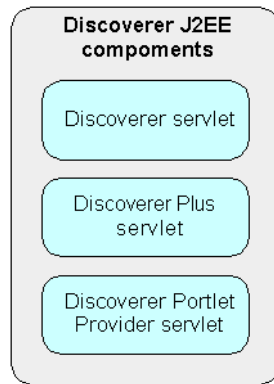 Discoverer J2EE
compoments
Discoverer servlet
Discoverer Plus
servlet
Discoverer Portlet
Provider servlet